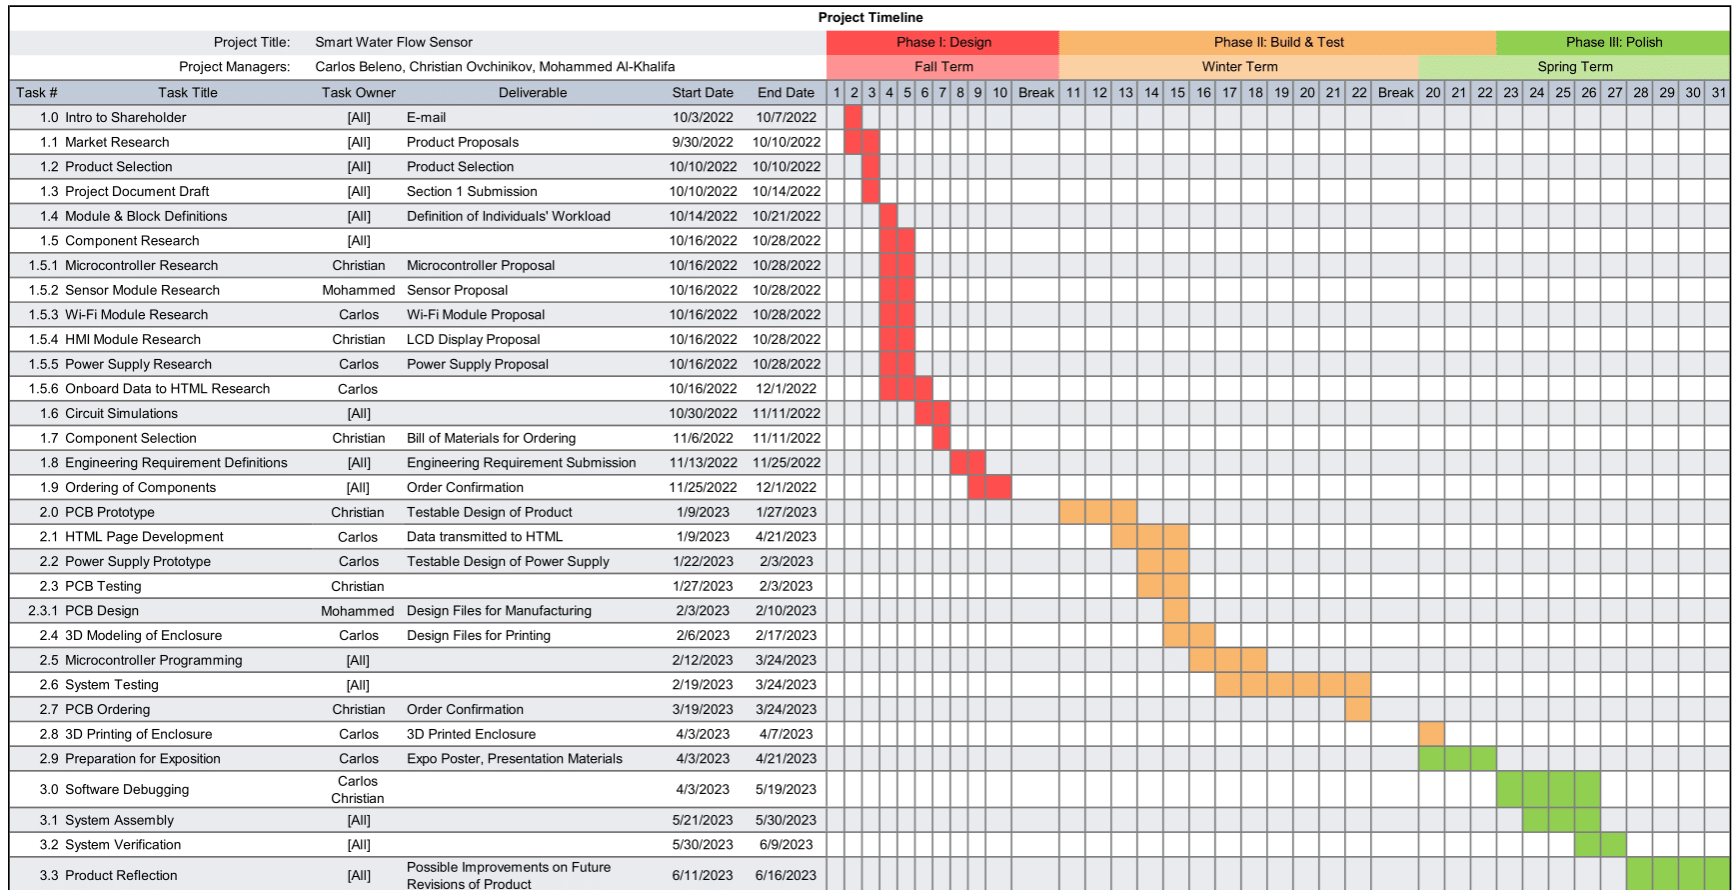 Project Timeline
Project Title: Smart Water Flow Sensor Phase I: Design Phase II: Build & Test Phase III: Polish
Project Managers: Carlos Beleno, Christian Ovchinikov, Mohammed Al-Khalifa Fall Term Winter Term Spring Term
Task # Task Title Task Owner Deliverable Start Date End Date 1 2 3 4 5 6 7 8 9 10 Break 11 12 13 14 15 16 17 18 19 20 21 22 Break 20 21 22 23 24 25 26 27 28 29 30 31
1.0 Intro to Shareholder [All] E-mail 10/3/2022 10/7/2022
1.1 Market Research [All] Product Proposals 9/30/2022 10/10/2022
1.2 Product Selection [All] Product Selection 10/10/2022 10/10/2022
1.3 Project Document Draft [All] Section 1 Submission 10/10/2022 10/14/2022
1.4 Module & Block Definitions [All] Definition of Individuals' Workload 10/14/2022 10/21/2022
1.5 Component Research [All] 10/16/2022 10/28/2022
1.5.1 Microcontroller Research Christian Microcontroller Proposal 10/16/2022 10/28/2022
1.5.2 Sensor Module Research Mohammed Sensor Proposal 10/16/2022 10/28/2022
1.5.3 Wi-Fi Module Research Carlos Wi-Fi Module Proposal 10/16/2022 10/28/2022
1.5.4 HMI Module Research Christian LCD Display Proposal 10/16/2022 10/28/2022
1.5.5 Power Supply Research Carlos Power Supply Proposal 10/16/2022 10/28/2022
1.5.6 Onboard Data to HTML Research Carlos 10/16/2022 12/1/2022
1.6 Circuit Simulations [All] 10/30/2022 11/11/2022
1.7 Component Selection Christian Bill of Materials for Ordering 11/6/2022 11/11/2022
1.8 Engineering Requirement Definitions [All] Engineering Requirement Submission 11/13/2022 11/25/2022
1.9 Ordering of Components [All] Order Confirmation 11/25/2022 12/1/2022
2.0 PCB Prototype Christian Testable Design of Product 1/9/2023 1/27/2023
2.1 HTML Page Development Carlos Data transmitted to HTML 1/9/2023 4/21/2023
2.2 Power Supply Prototype Carlos Testable Design of Power Supply 1/22/2023 2/3/2023
2.3 PCB Testing Christian 1/27/2023 2/3/2023
2.3.1 PCB Design Mohammed Design Files for Manufacturing 2/3/2023 2/10/2023
2.4 3D Modeling of Enclosure Carlos Design Files for Printing 2/6/2023 2/17/2023
2.5 Microcontroller Programming [All] 2/12/2023 3/24/2023
2.6 System Testing [All] 2/19/2023 3/24/2023
2.7 PCB Ordering Christian Order Confirmation 3/19/2023 3/24/2023
2.8 3D Printing of Enclosure Carlos 3D Printed Enclosure 4/3/2023 4/7/2023
2.9 Preparation for Exposition Carlos Expo Poster, Presentation Materials 4/3/2023 4/21/2023
3.0 Software Debugging Carlos 4/3/2023 5/19/2023
Christian
3.1 System Assembly [All] 5/21/2023 5/30/2023
3.2 System Verification [All] 5/30/2023 6/9/2023
3.3 Product Reflection [All] Possible Improvements on Future 6/11/2023 6/16/2023
Revisions of Product